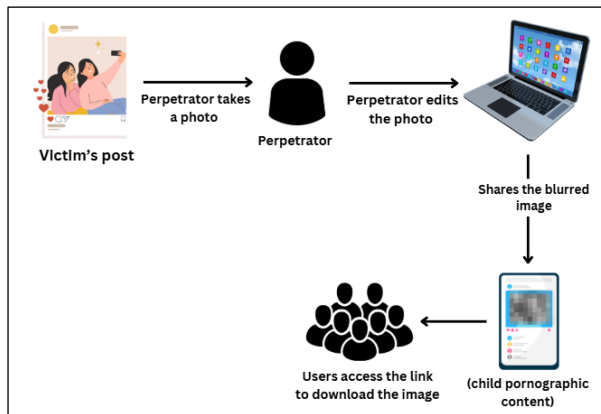 Victim's post
Perpetrator takes
a photo
Perpetrator
Perpetrator edits
the photo
Shares the blurred
image
(child pornographic
content)
Users access the link
to download the image